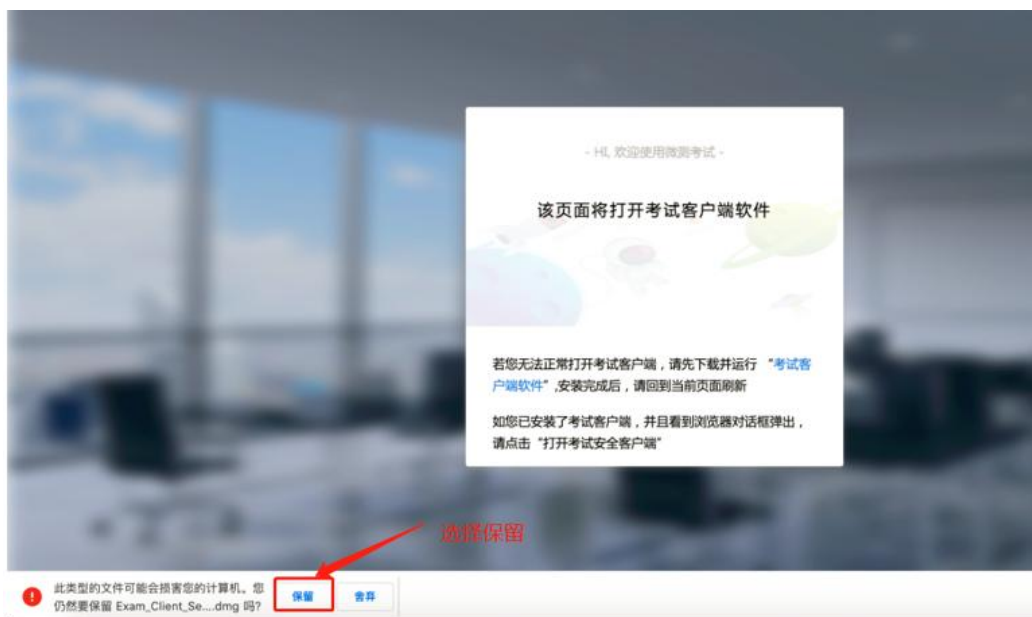 - HI, 欢迎使用微测考试 -
该页面将打开考试客户端软件
若您无法正常打开考试客户端，请先下载并运行 “考试客
户端软件”,安装完成后，请回到当前页面刷新
如您已安装了考试客户端，并且看到浏览器对话框弹出，
请点击“打开考试安全客户端”
选择保留
此类型的文件可能会损害您的计算机。您
仍然要保留 Exam_Client_Se....dmg 吗?
保留
舍弃